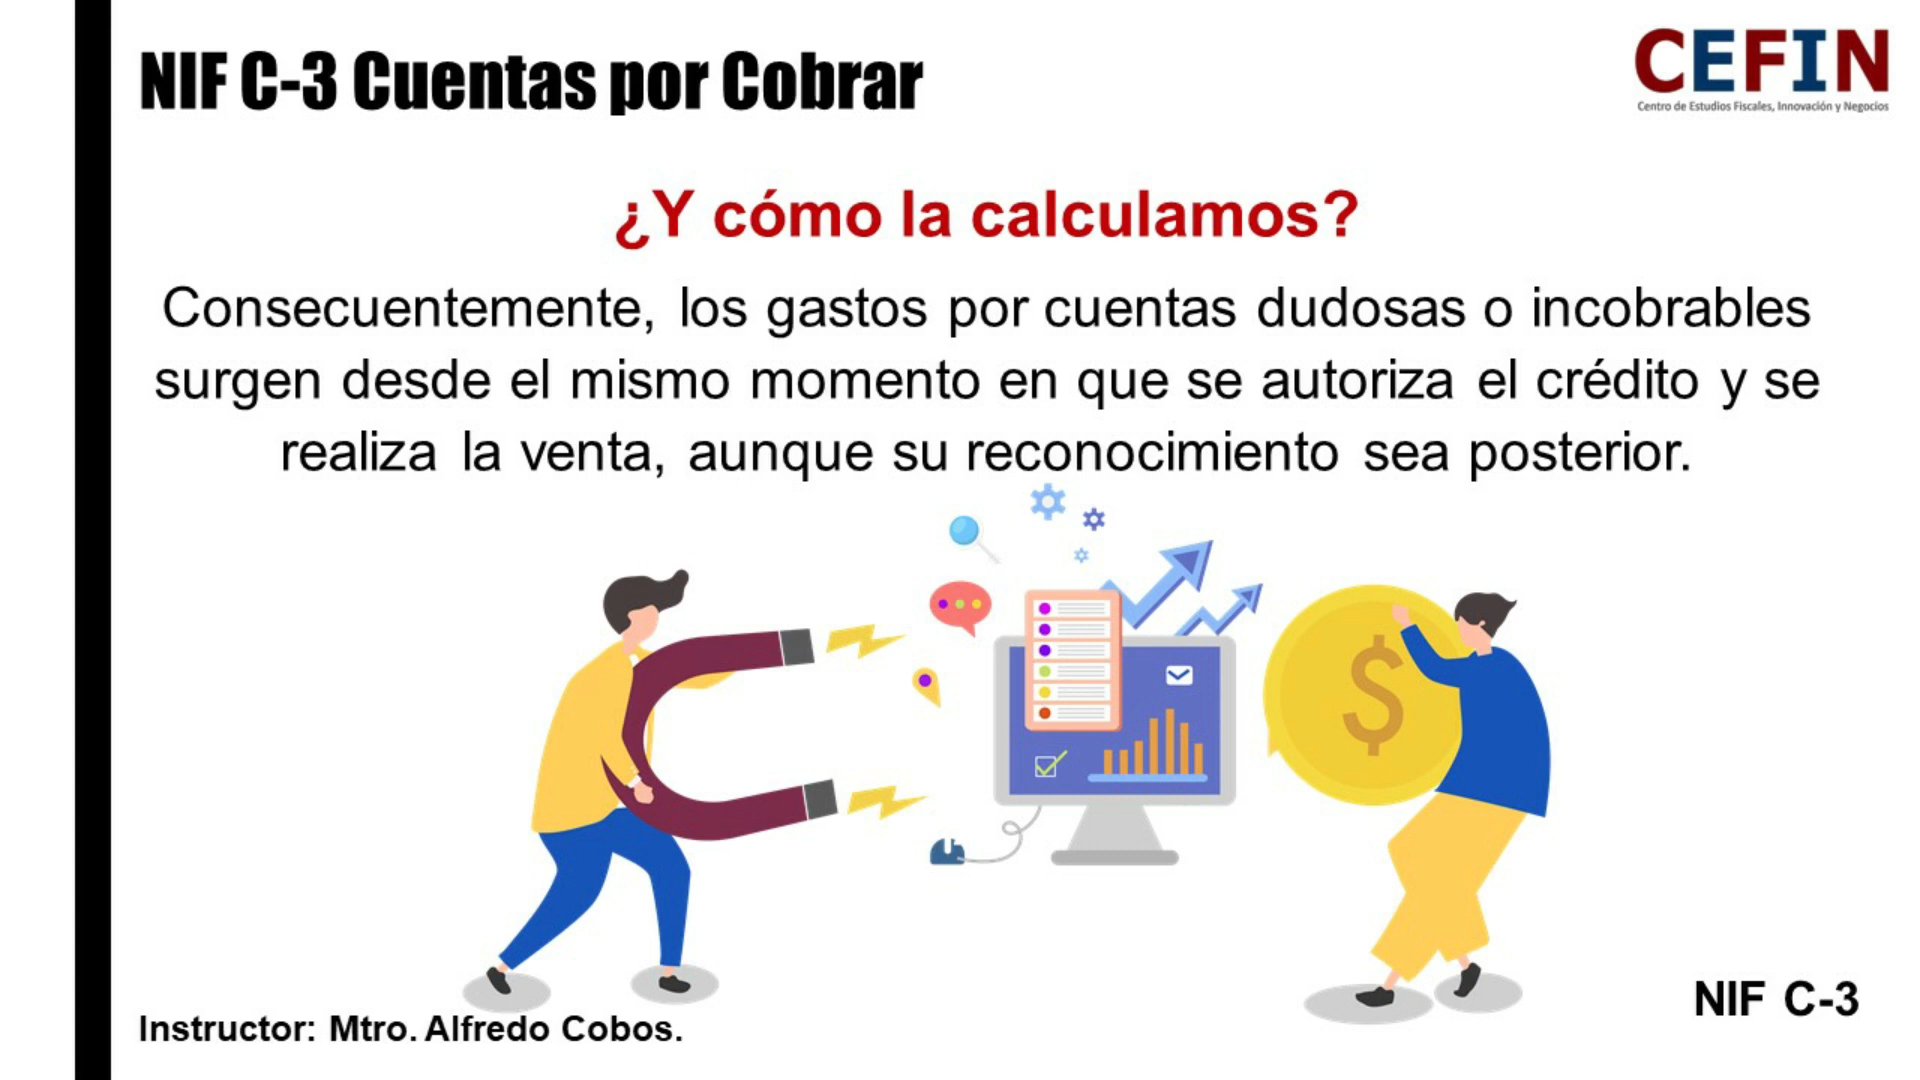 NIF C-3 Cuentas por Cobrar
CEFIN
Centro de Estudios Fiscales, Innovación y Negocios
¿Y cómo la calculamos?
Consecuentemente, los gastos por cuentas dudosas o incobrables
surgen desde el mismo momento en que se autoriza el crédito y se
realiza la venta, aunque su reconocimiento sea posterior.
$
NIF C-3
Instructor: Mtro. Alfredo Cobos.